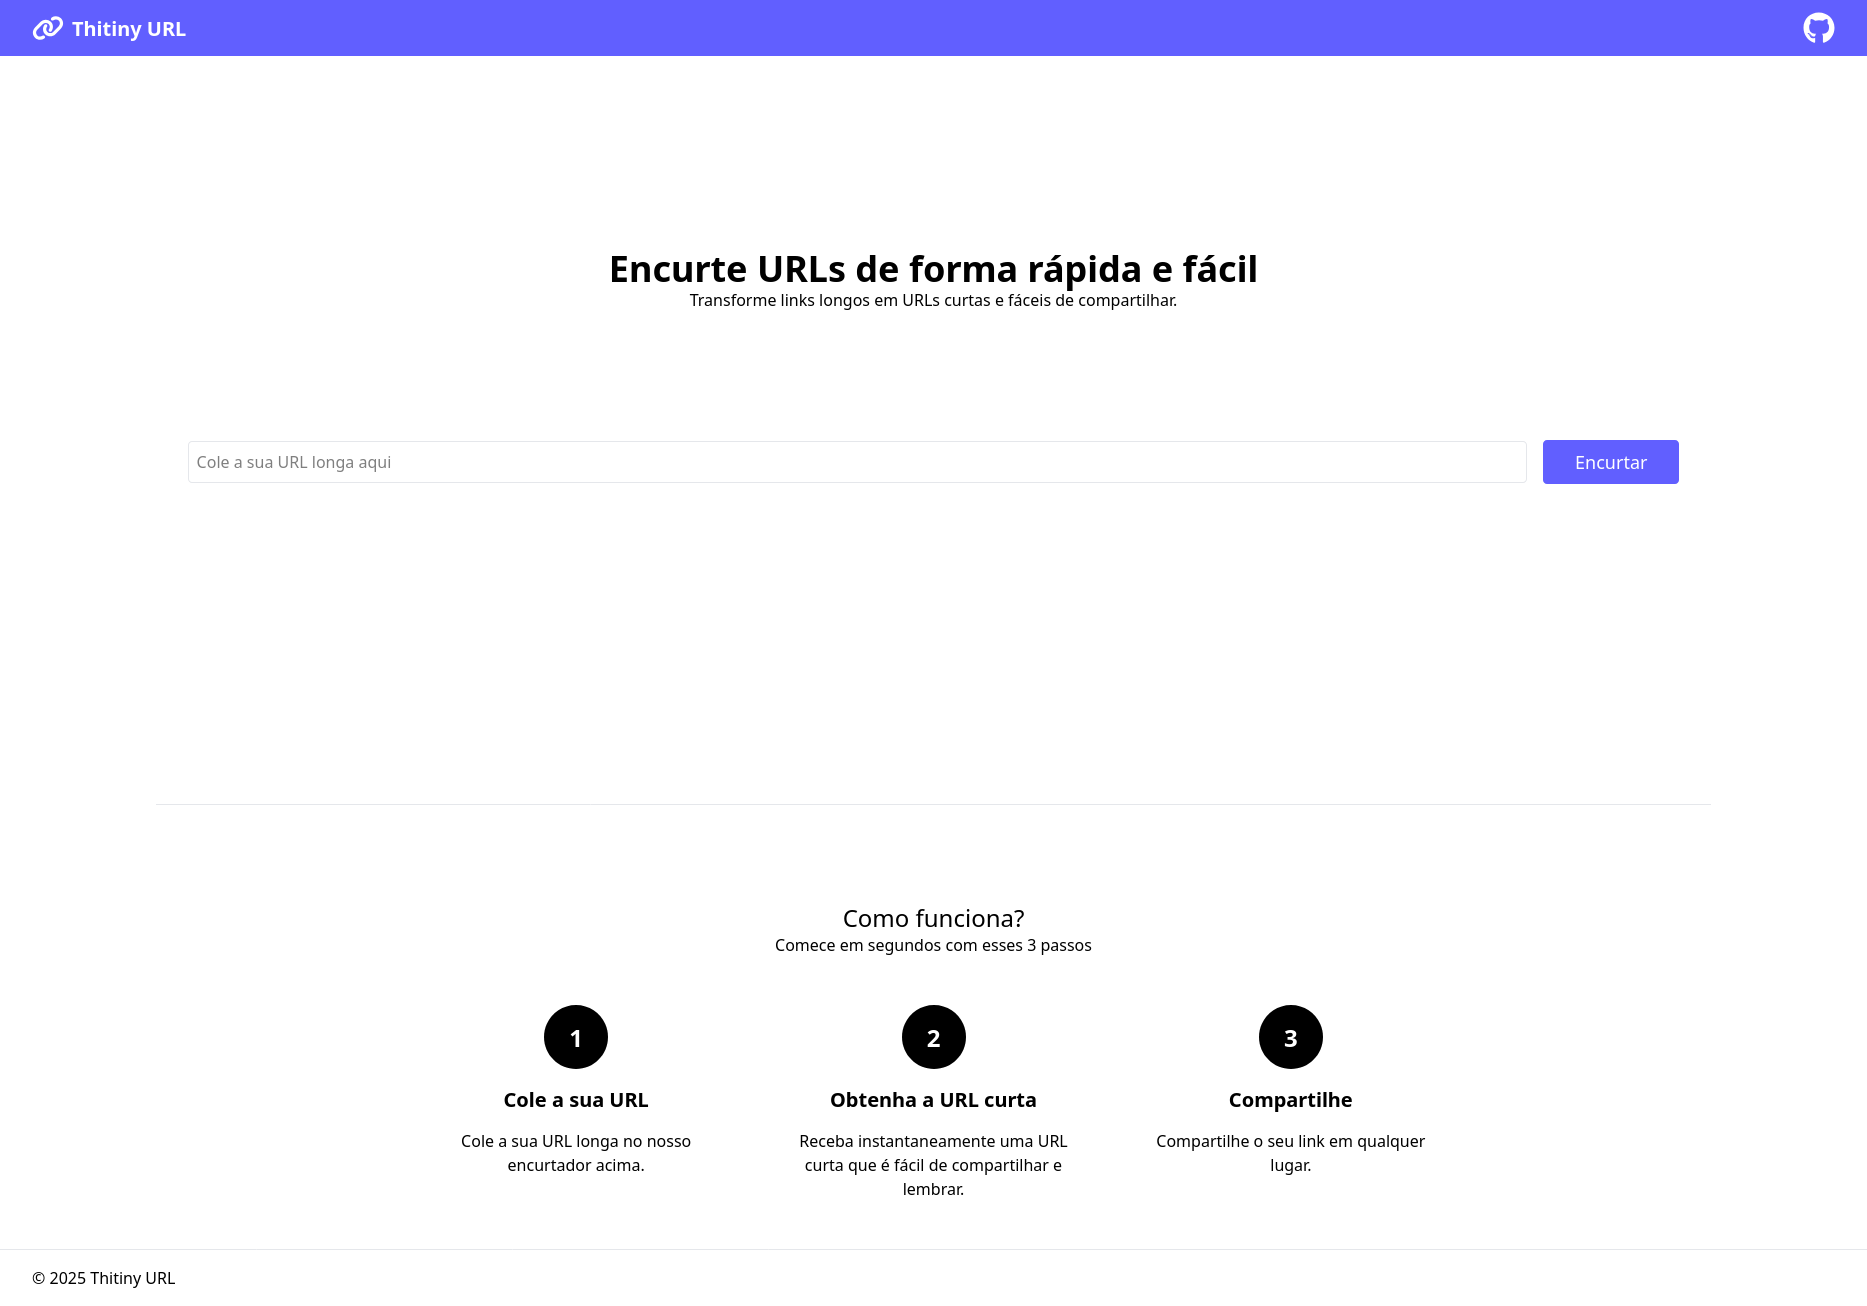 Thitiny URL
Encurte URLs de forma rápida e fácil
Transforme links longos em URLs curtas e fáceis de compartilhar.
Cole a sua URL longa aqui
Encurtar
Como funciona?
Comece em segundos com esses 3 passos
1
Cole a sua URL
Cole a sua URL longa no nosso
encurtador acima.
2
Obtenha a URL curta
Receba instantaneamente uma URL
curta que é fácil de compartilhar e
lembrar.
3
Compartilhe
Compartilhe o seu link em qualquer
lugar.
© 2025 Thitiny URL